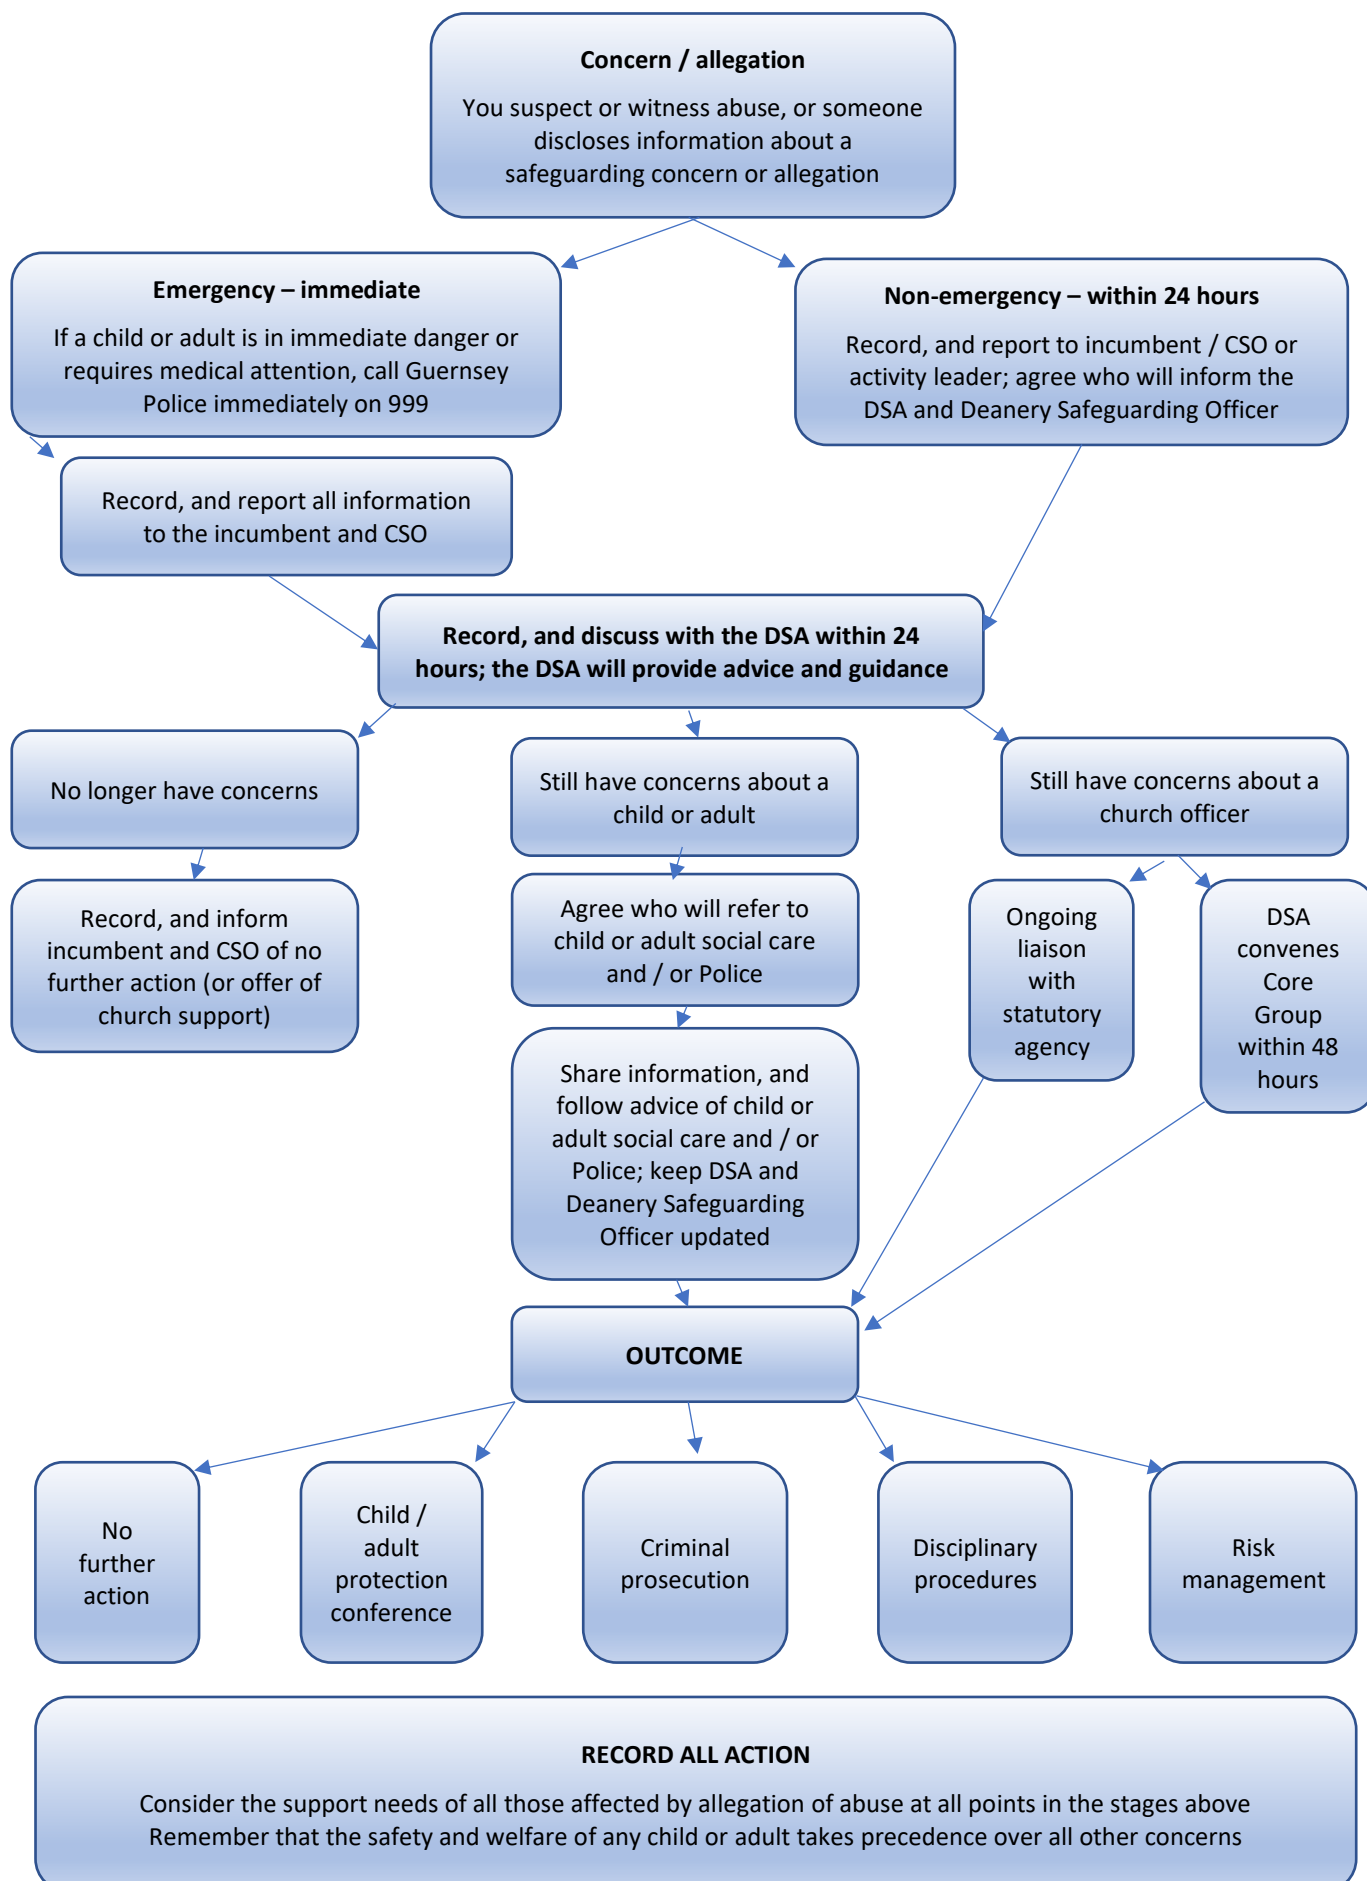 Concern / allegation
You suspect or witness abuse, or someone
discloses information about a
safeguarding concern or allegation
Emergency – immediate
If a child or adult is in immediate danger or
requires medical attention, call Guernsey
Police immediately on 999
Non-emergency – within 24 hours
Record, and report to incumbent / CSO or
activity leader; agree who will inform the
DSA and Deanery Safeguarding Officer
Record, and report all information
to the incumbent and CSO
Record, and discuss with the DSA within 24
hours; the DSA will provide advice and guidance
No longer have concerns
Still have concerns about a
child or adult
Still have concerns about a
church officer
Record, and inform
incumbent and CSO of no
further action (or offer of
church support)
Agree who will refer to
child or adult social care
and / or Police
Ongoing
liaison
with
statutory
agency
DSA
convenes
Core
Group
within 48
hours
Share information, and
follow advice of child or
adult social care and / or
Police; keep DSA and
Deanery Safeguarding
Officer updated
OUTCOME
No
further
action
Child /
adult
protection
conference
Criminal
prosecution
Disciplinary
procedures
Risk
management
RECORD ALL ACTION
Consider the support needs of all those affected by allegation of abuse at all points in the stages above
Remember that the safety and welfare of any child or adult takes precedence over all other concerns